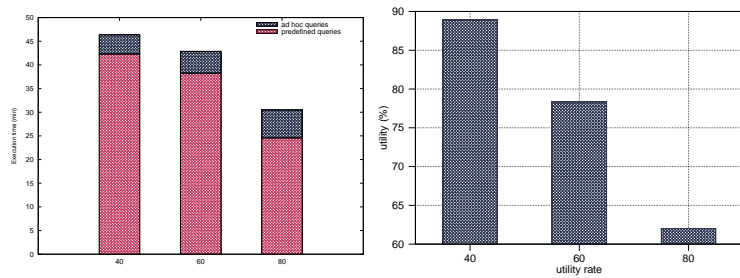 50
45
40
35
30
25
20
15
10
5
0
Execution time (min)
ad hoc queries
predefined queries
40 60 80
90
85
80
75
70
65
60
utility (%)
40 60 80
utility rate